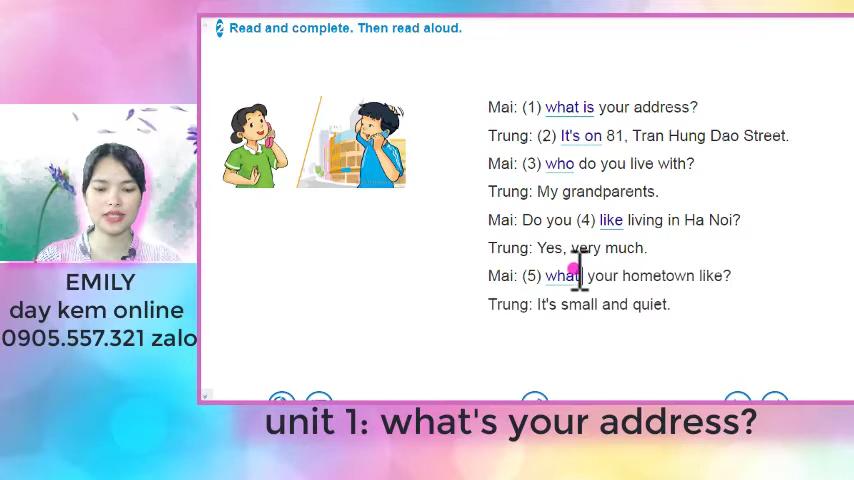 2 Read and complete. Then read aloud.
Mai: (1) what is your address?
Trung: (2) It's on 81, Tran Hung Dao Street.
Mai: (3) who do you live with?
Trung: My grandparents.
Mai: Do you (4) like living in Ha Noi?
Trung: Yes, very much.
Mai: (5) what your hometown like?
Trung: It's small and quiet.
EMILY
day kem online
0905.557.321 zalo
unit 1: what's your address?